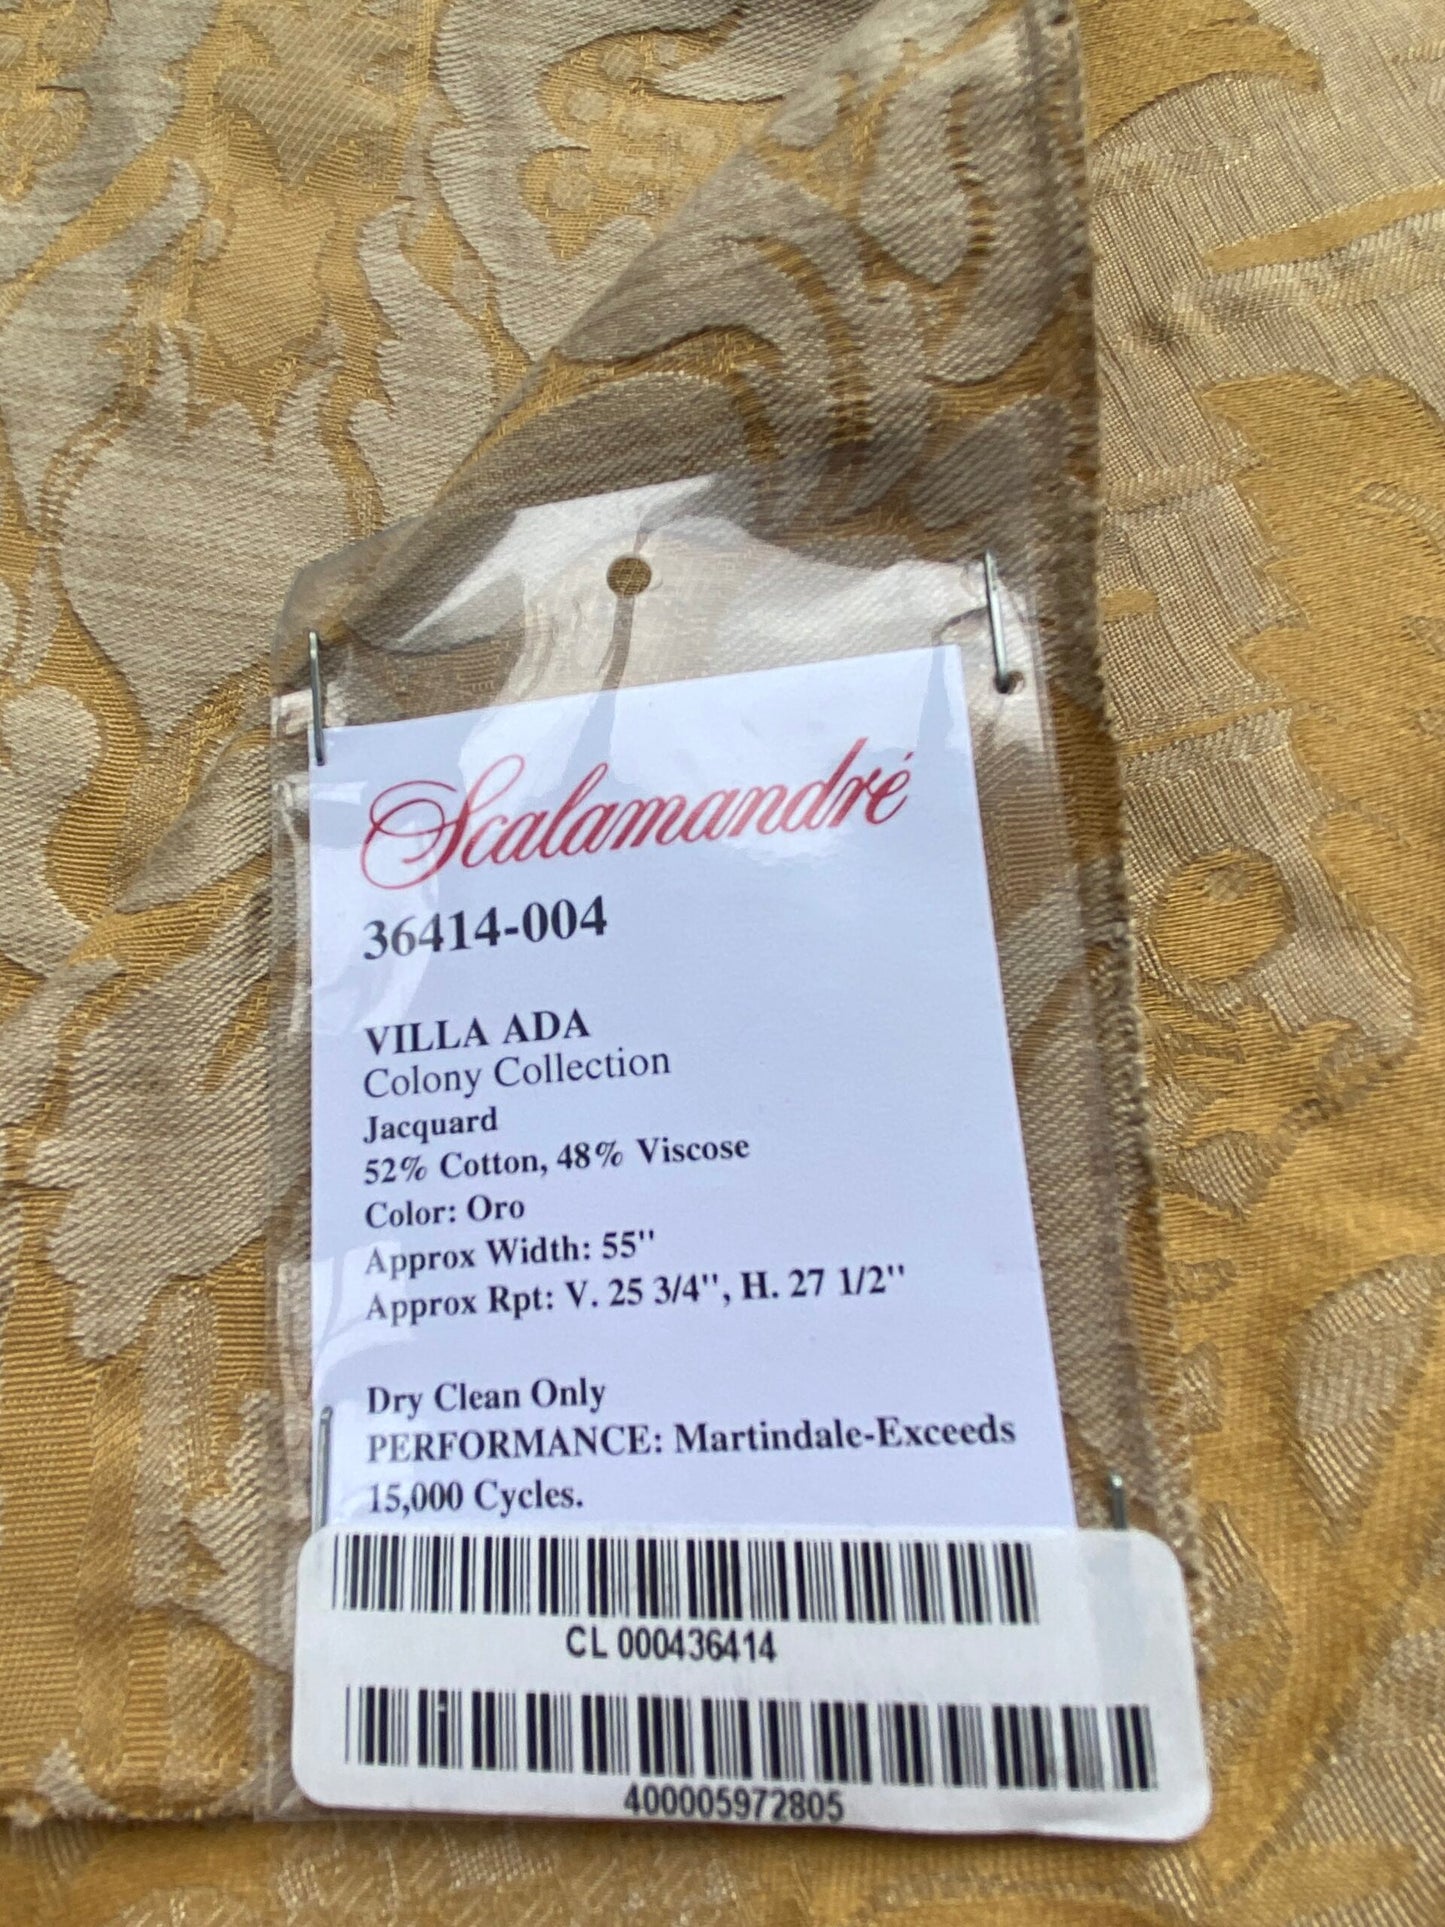 Scalamandré
36414-004
VILLA ADA
Colony Collection
Jacquard
52% Cotton, 48% Viscose
Color: Oro
Approx Width: 55''
Approx Rpt: V. 25 3/4'', H. 27 1/2''
Dry Clean Only
PERFORMANCE: Martindale-Exceeds
15,000 Cycles.
CL 000436414
400005972805